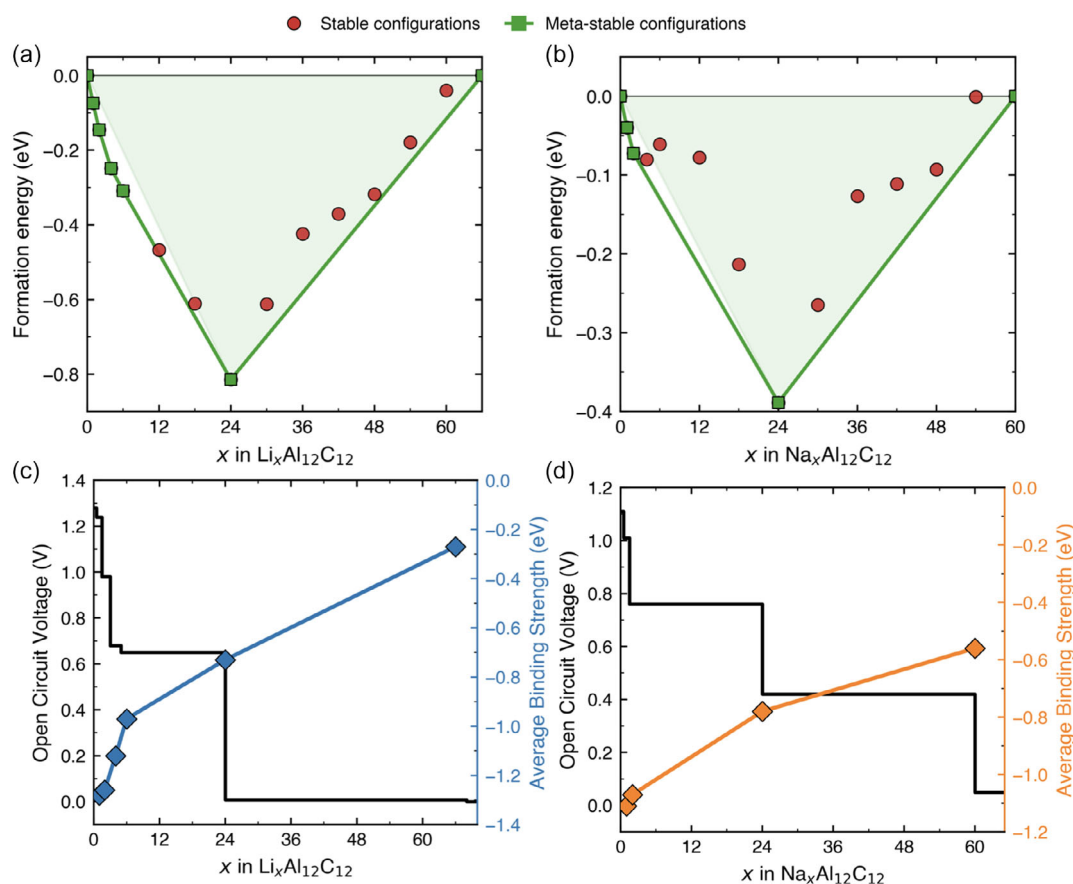 Stable configurations Meta-stable configurations
(a)
0.0
−0.2
−0.4
−0.6
−0.8
Formation energy (eV)
0 12 24 36 48 60
x in LixAl12C12
(b)
0.0
−0.1
−0.2
−0.3
−0.4
Formation energy (eV)
0 12 24 36 48 60
x in NaxAl12C12
(c)
1.4
1.2
1.0
0.8
0.6
0.4
0.2
0.0
Open Circuit Voltage (V)
0.0
−0.2
−0.4
−0.6
−0.8
−1.0
−1.2
−1.4
Average Binding Strength (eV)
0 12 24 36 48 60
x in LixAl12C12
(d)
1.2
1.0
0.8
0.6
0.4
0.2
0.0
Open Circuit Voltage (V)
0.0
−0.2
−0.4
−0.6
−0.8
−1.0
−1.2
Average Binding Strength (eV)
0 12 24 36 48 60
x in NaxAl12C12